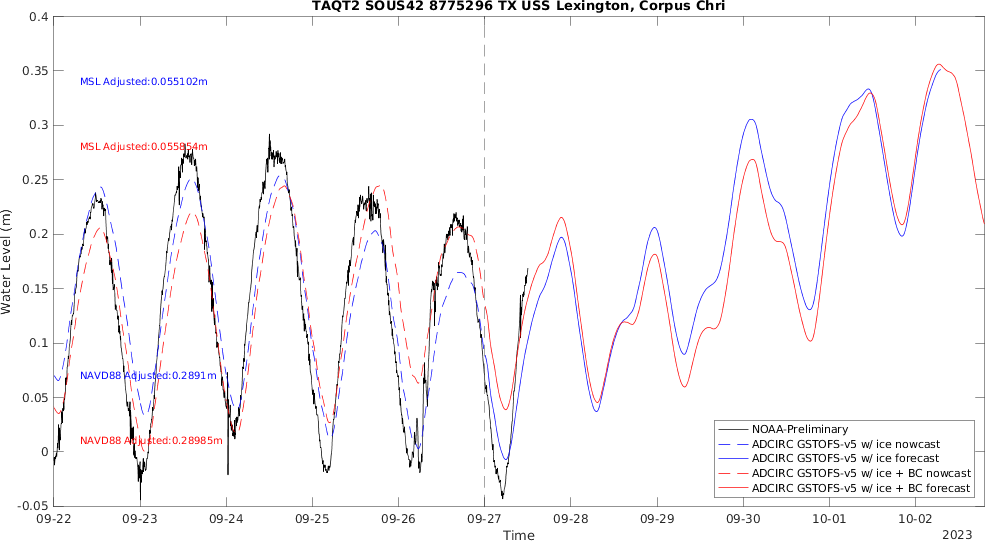 TAQT2 SOUS42 8775296 TX USS Lexington, Corpus Chri
0.4
0.35
0.3
0.25
0.2
0.15
0.1
0.05
0
-0.05
Water Level (m)
MSL Adjusted:0.055102m
MSL Adjusted:0.055854m
NAVD88 Adjusted:0.2891m
NAVD88 Adjusted:0.28985m
NOAA-Preliminary
ADCIRC GSTOFS-v5 w/ ice nowcast
ADCIRC GSTOFS-v5 w/ ice forecast
ADCIRC GSTOFS-v5 w/ ice + BC nowcast
ADCIRC GSTOFS-v5 w/ ice + BC forecast
09-22 09-23 09-24 09-25 09-26 09-27 09-28 09-29 09-30 10-01 10-02
Time
2023